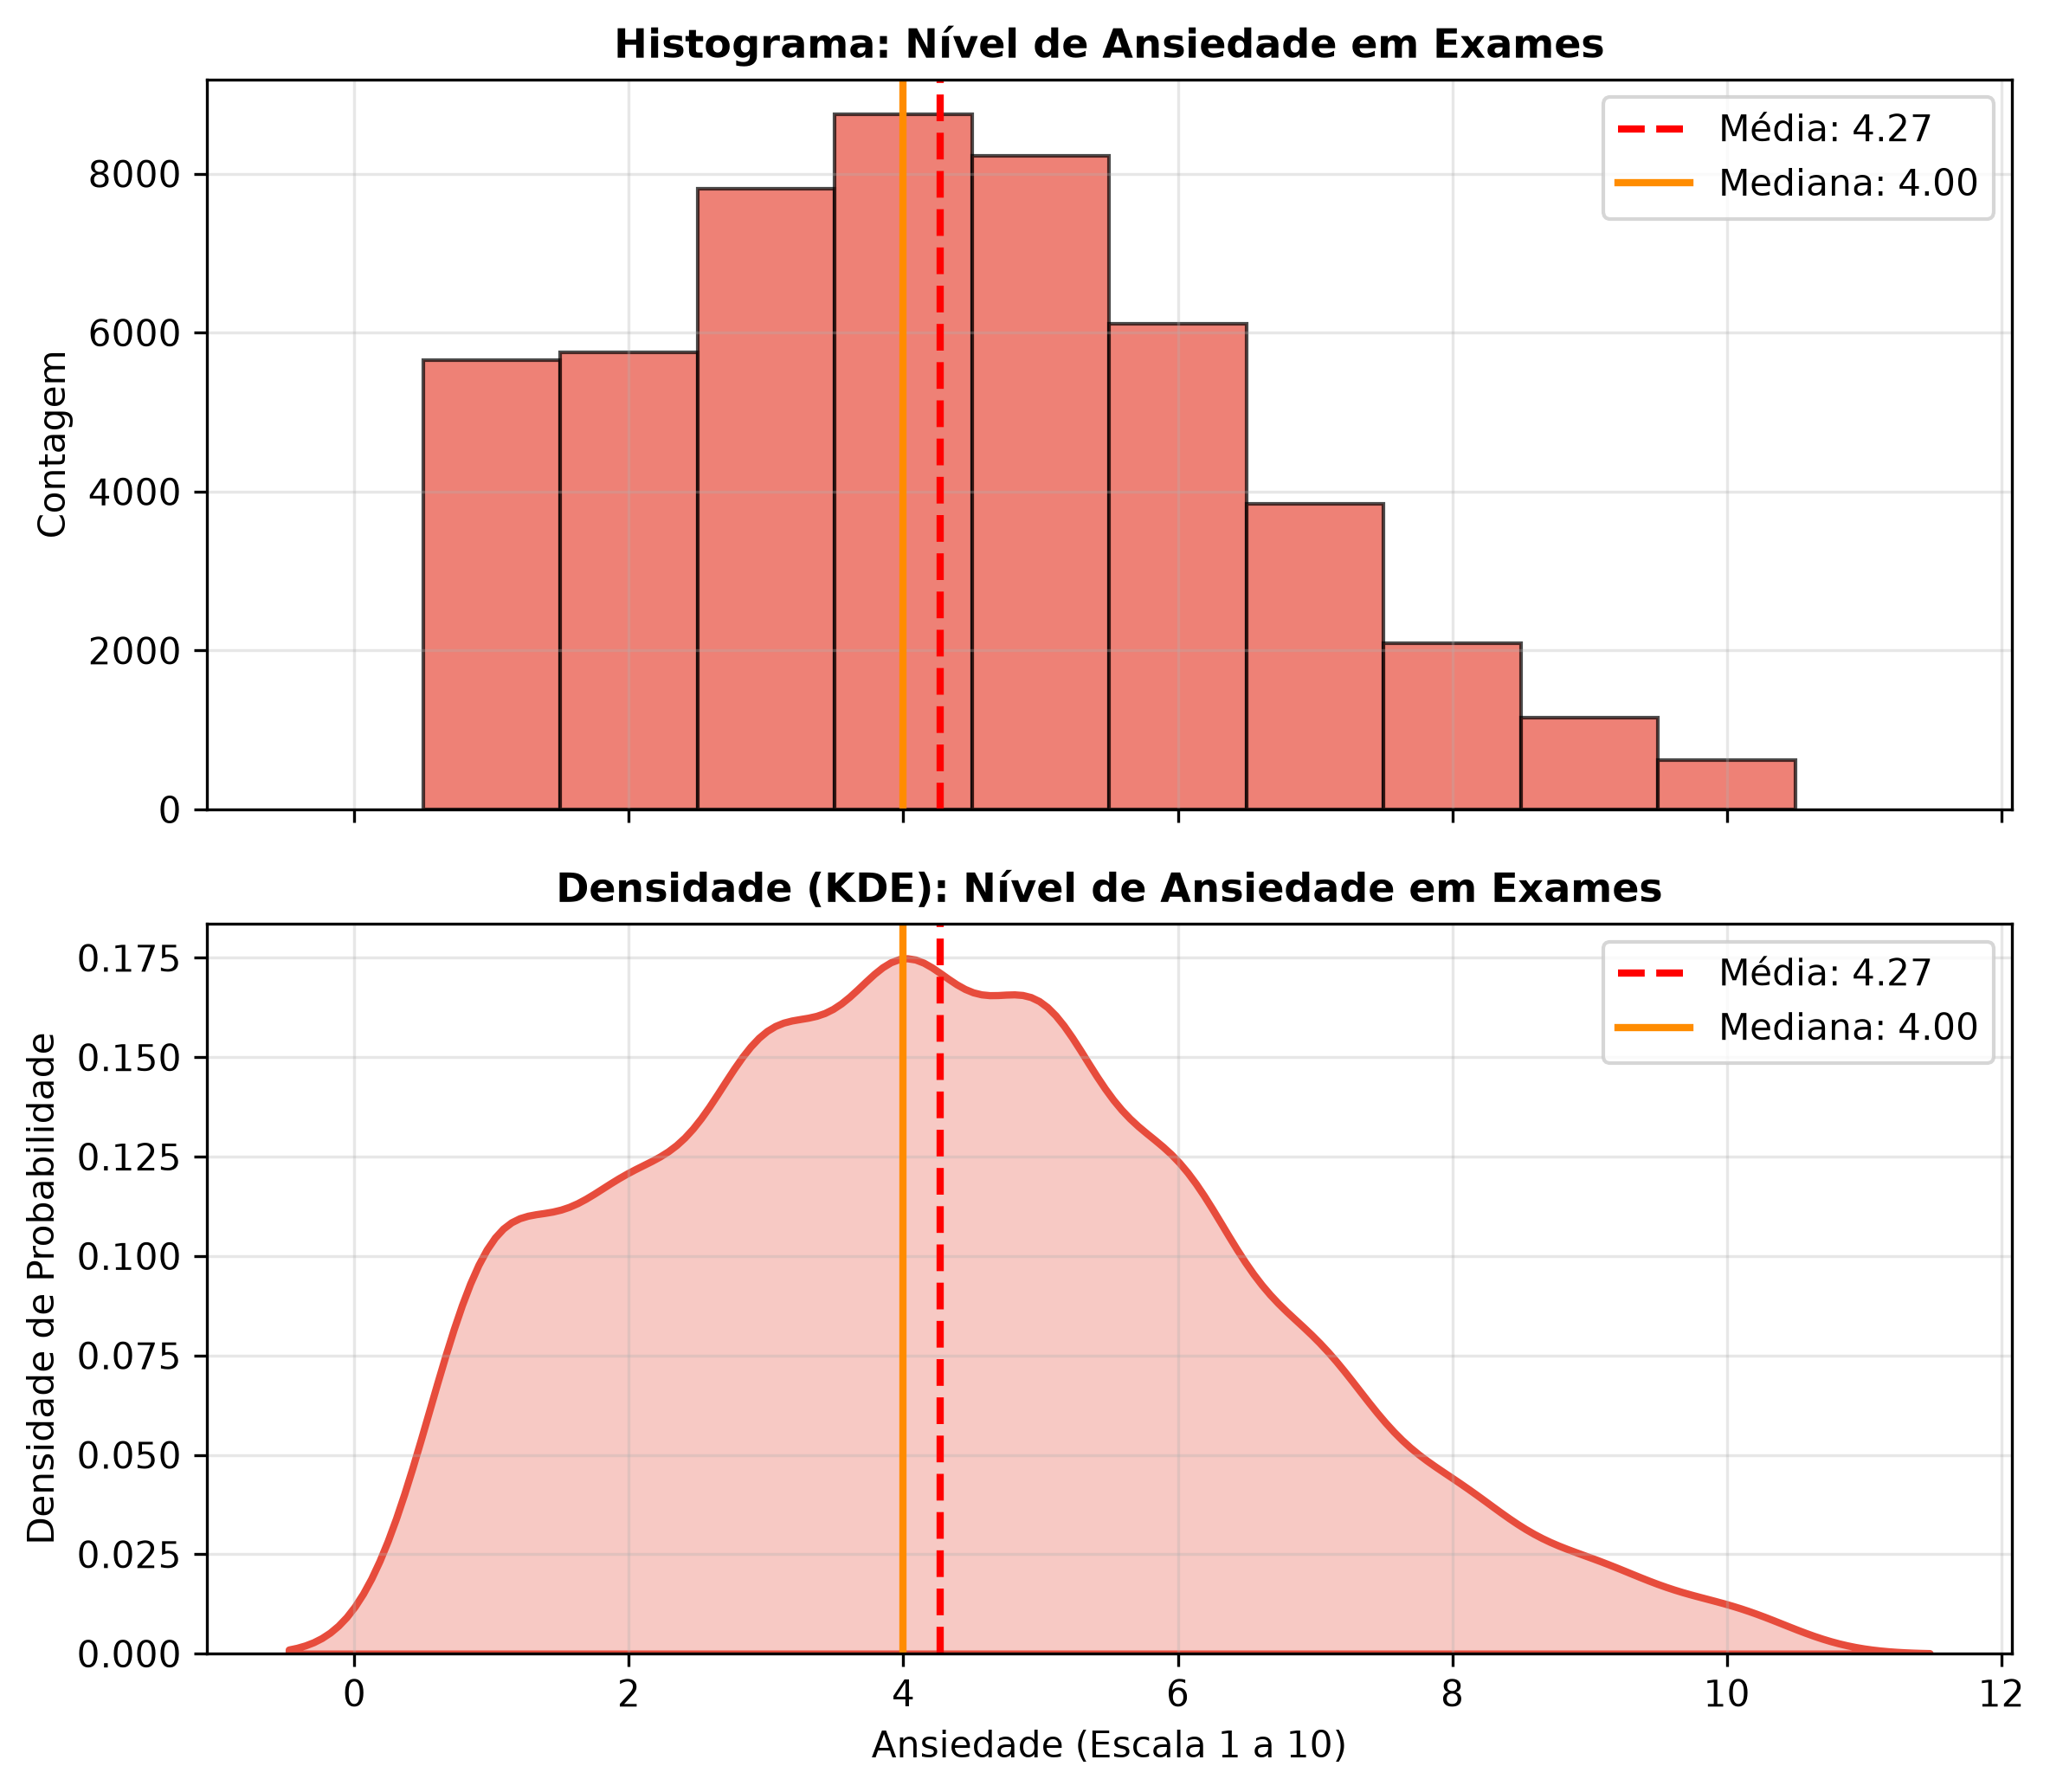 Histograma: Nível de Ansiedade em Exames
Média: 4.27
Mediana: 4.00
Contagem
8000
6000
4000
2000
0
Densidade (KDE): Nível de Ansiedade em Exames
Média: 4.27
Mediana: 4.00
Densidade de Probabilidade
0.175
0.150
0.125
0.100
0.075
0.050
0.025
0.000
0 2 4 6 8 10 12
Ansiedade (Escala 1 a 10)